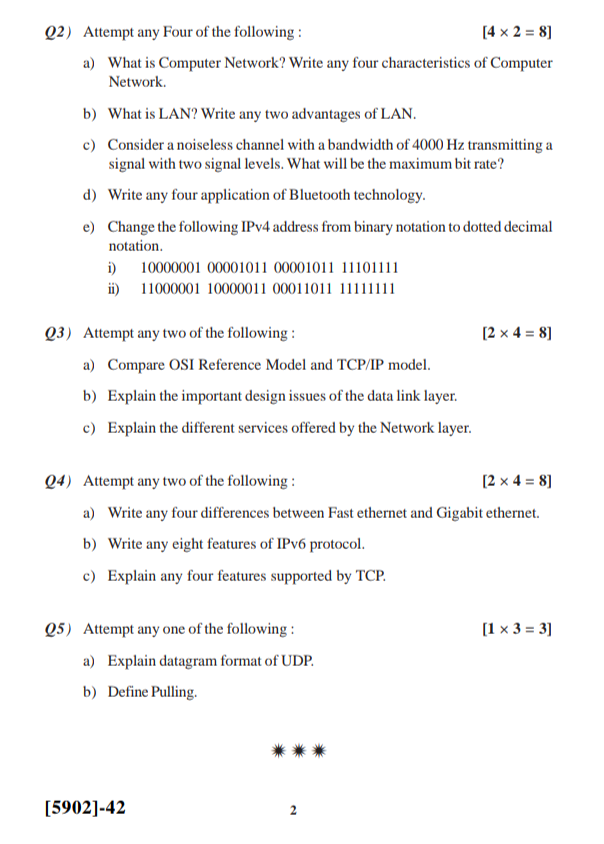 Q2) Attempt any Four of the following : [4 × 2 = 8]
a) What is Computer Network? Write any four characteristics of Computer
Network.
b) What is LAN? Write any two advantages of LAN.
c) Consider a noiseless channel with a bandwidth of 4000 Hz transmitting a
signal with two signal levels. What will be the maximum bit rate?
d) Write any four application of Bluetooth technology.
e) Change the following IPv4 address from binary notation to dotted decimal
notation.
i) 10000001 00001011 00001011 11101111
ii) 11000001 10000011 00011011 11111111
Q3) Attempt any two of the following : [2 × 4 = 8]
a) Compare OSI Reference Model and TCP/IP model.
b) Explain the important design issues of the data link layer.
c) Explain the different services offered by the Network layer.
Q4) Attempt any two of the following : [2 × 4 = 8]
a) Write any four differences between Fast ethernet and Gigabit ethernet.
b) Write any eight features of IPv6 protocol.
c) Explain any four features supported by TCP.
Q5) Attempt any one of the following : [1 × 3 = 3]
a) Explain datagram format of UDP.
b) Define Pulling.
[5902]-42 2